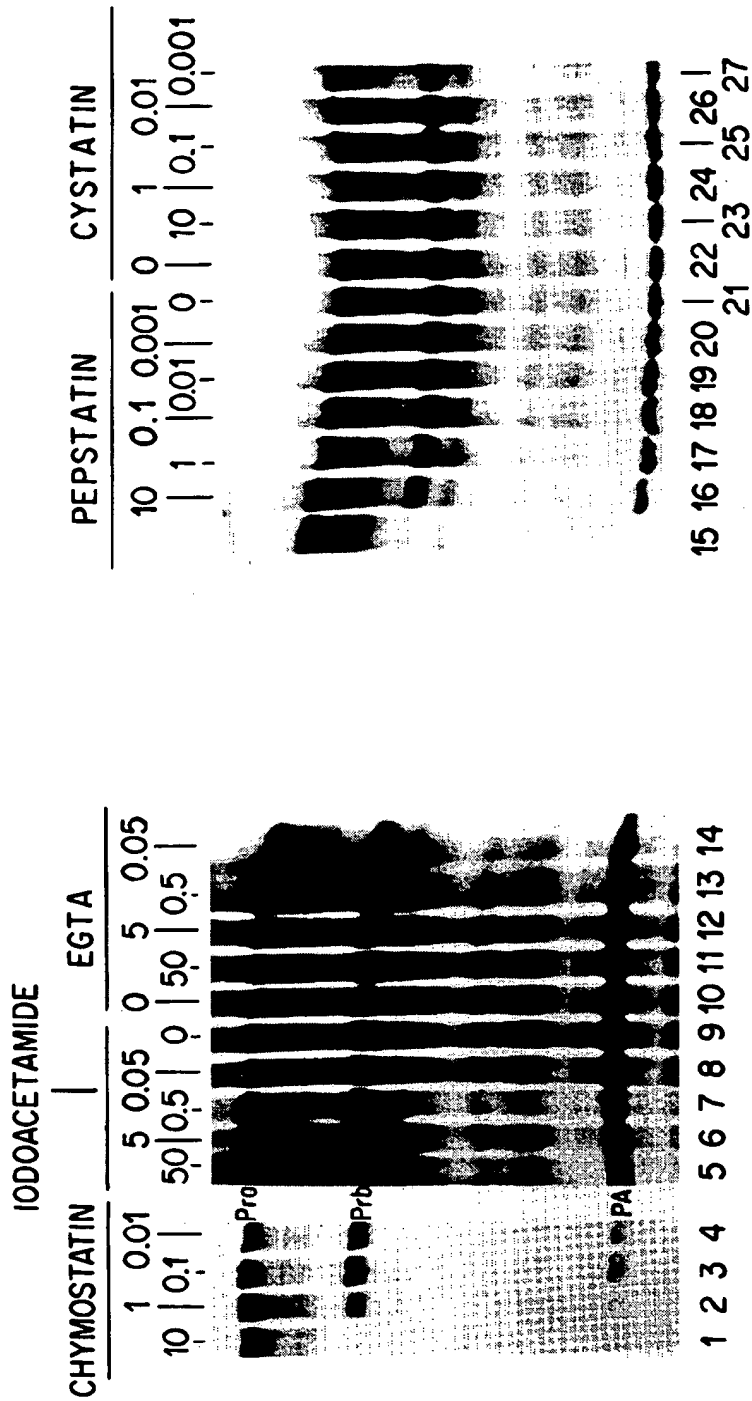 IODOACETAMIDE
CHYMOSTATIN EGTA
1 0.01 5 0.05 0 5 0.05
10 0.1 50 0.5 0 50 0.5
Pro
Prb
PA
1 2 3 4 5 6 7 8 9 10 11 12 13 14
PEPSTATIN CYSTATIN
10 0.1 0.001 0 1 0.01
1 0.01 0 10 0.1 0.001
15 16 17 18 19 20 22 24 26
21 23 25 27